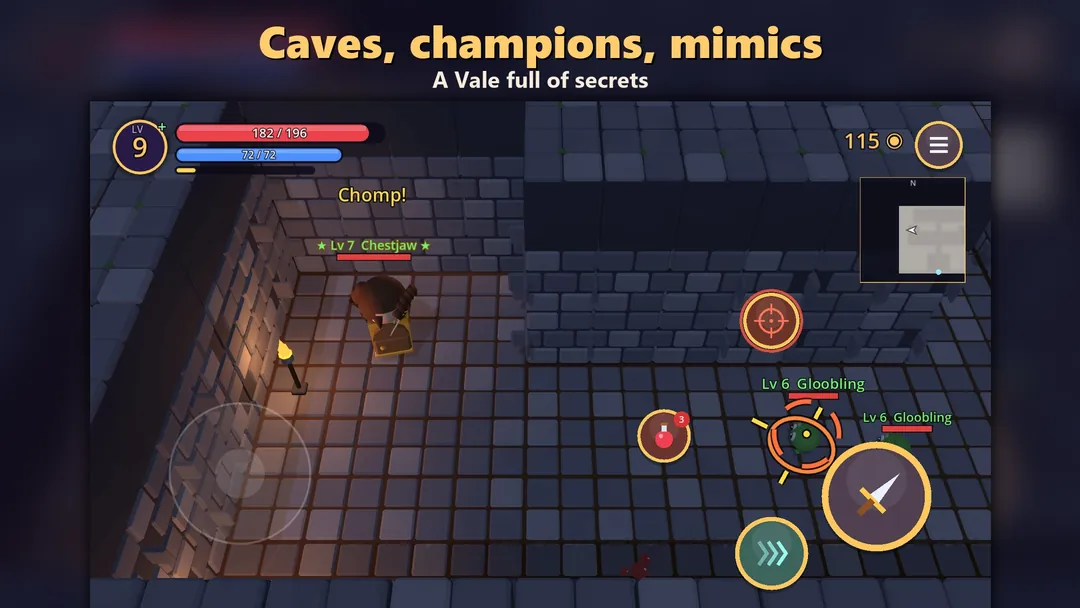 Caves, champions, mimics
A Vale full of secrets
LV
9
+
182 / 196
72 / 72
115
N
Chomp!
★ Lv 7 Chestjaw ★
Lv 6 Gloobling
Lv 6 Gloobling
3